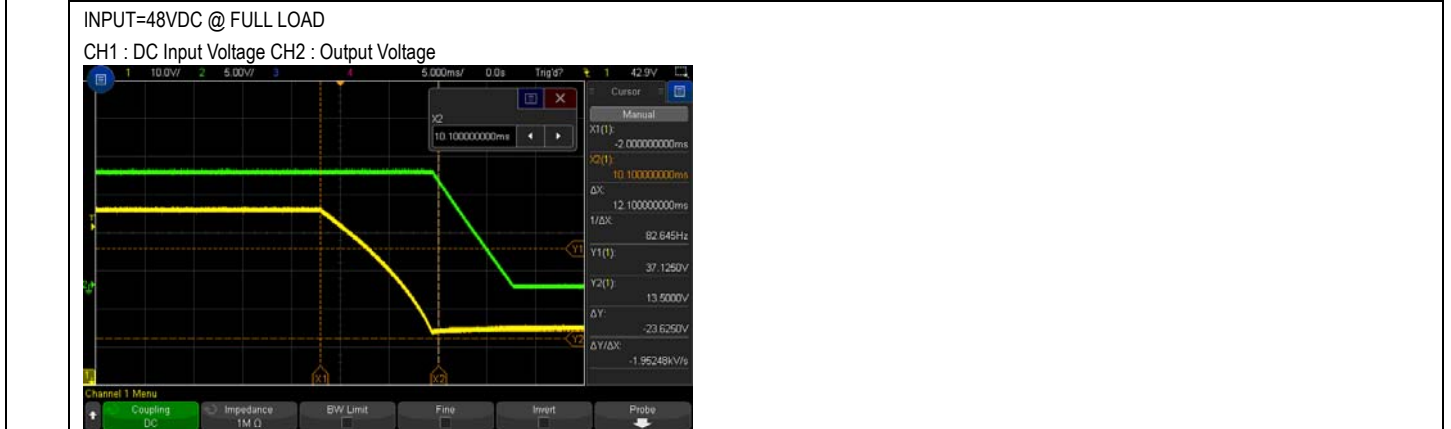 INPUT=48VDC @ FULL LOAD
CH1 : DC Input Voltage CH2 : Output Voltage
1 10.0V/ 2 5.00V/ 3 4 5.000ms/ 0.0s Trig'd? 1 42.9V
Cursor
Manual
X2
10.100000000ms
X1(1):
-2.000000000ms
X2(1):
10.100000000ms
ΔX:
12.100000000ms
1/ΔX:
82.645Hz
Y1(1):
37.1250V
Y2(1):
13.5000V
ΔY:
-23.6250V
ΔY/ΔX:
-1.95248kV/s
Y1
Y2
X1
X2
Channel 1 Menu
Coupling
DC
Impedance
1M Ω
BW Limit
Fine
Invert
Probe